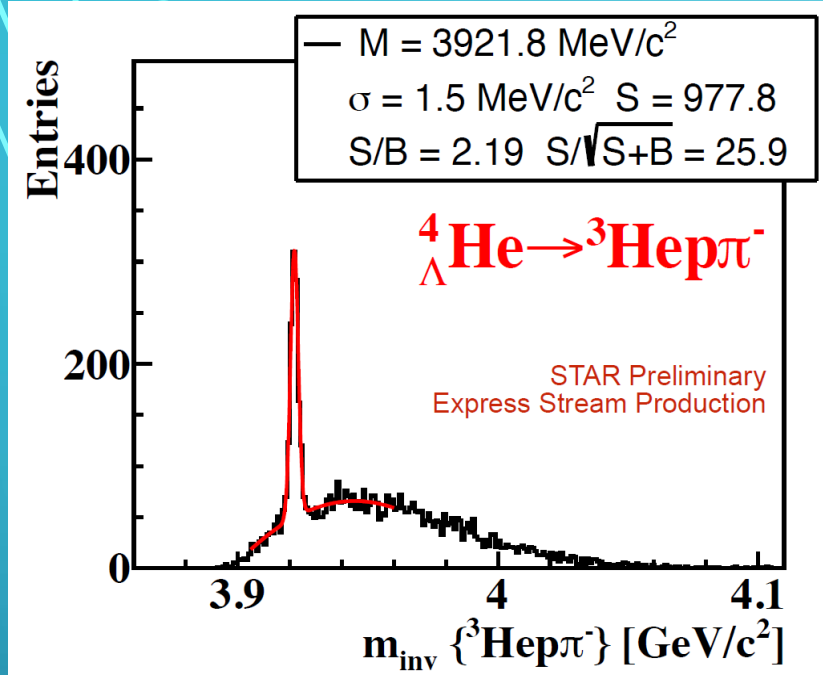 M = 3921.8 MeV/c²
σ = 1.5 MeV/c² S = 977.8
S/B = 2.19 S/√S+B = 25.9
Entries
400
200
0
⁴ΛHe→³Hepπ⁻
STAR Preliminary
Express Stream Production
3.9 4 4.1
m_inv {³Hepπ⁻} [GeV/c²]